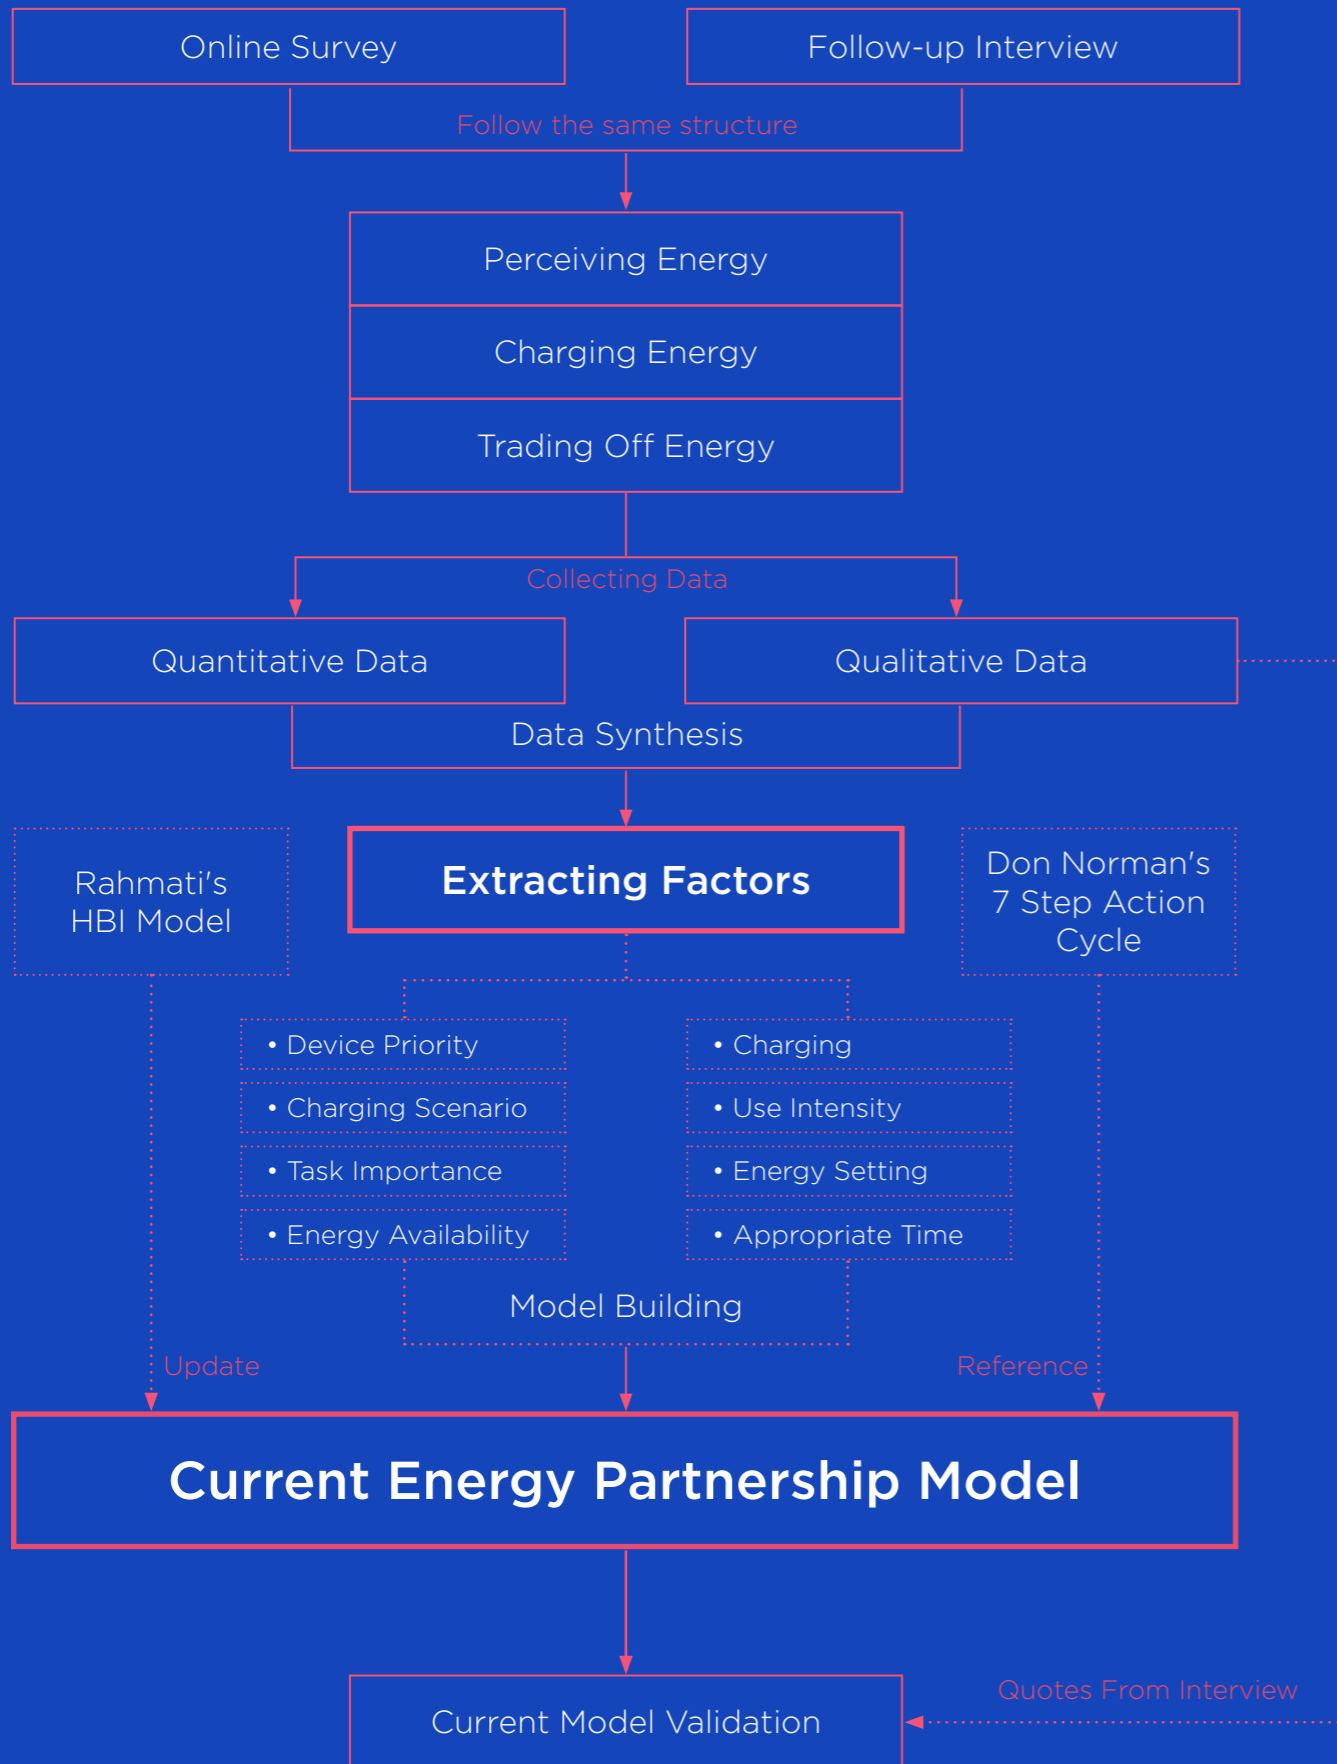 Online Survey
Follow-up Interview
Follow the same structure
Perceiving Energy
Charging Energy
Trading Off Energy
Collecting Data
Quantitative Data
Qualitative Data
Data Synthesis
Rahmati's
HBI Model
Extracting Factors
Don Norman's
7 Step Action
Cycle
• Device Priority
• Charging Scenario
• Task Importance
• Energy Availability
• Charging
• Use Intensity
• Energy Setting
• Appropriate Time
Model Building
Update
Reference
Current Energy Partnership Model
Quotes From Interview
Current Model Validation